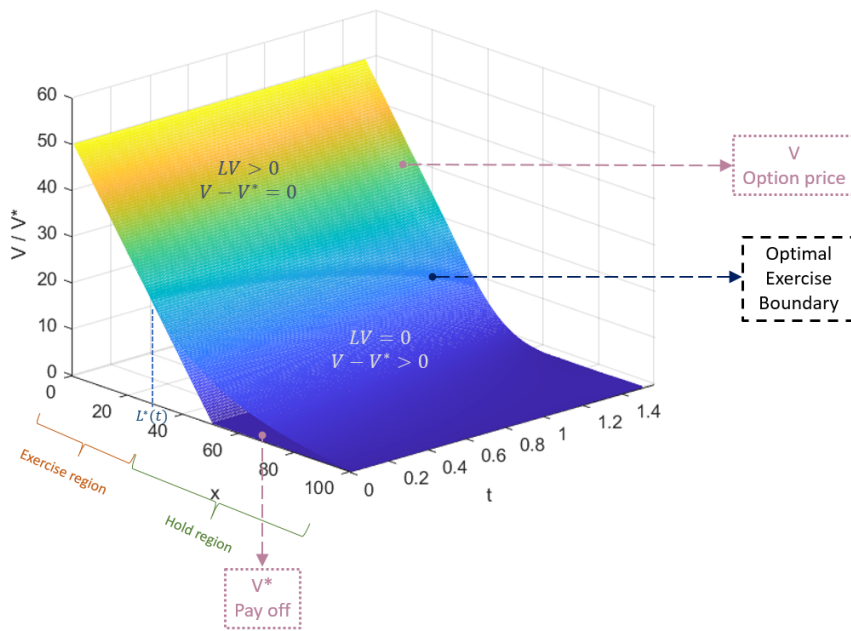 60
50
40
30
20
10
0
V / V*
LV > 0
V − V* = 0
V
Option price
Optimal
Exercise
Boundary
LV = 0
V − V* > 0
L*(t)
0
20
40
60
80
100
x
0
0.2
0.4
0.6
0.8
1
1.2
1.4
t
Exercise region
Hold region
V*
Pay off